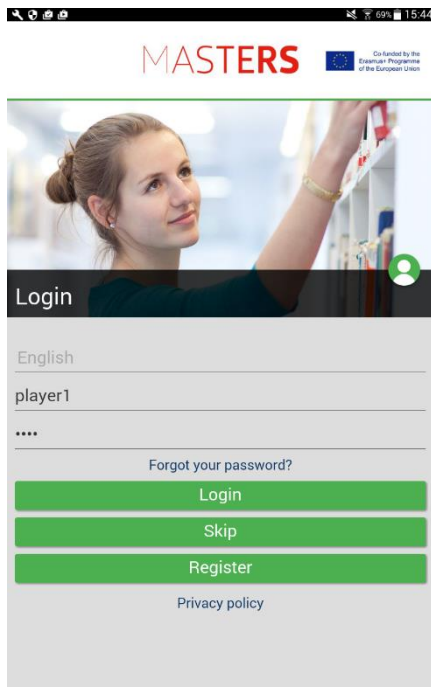 69% 15:44
MASTERS
Co-funded by the
Erasmus+ Programme
of the European Union
Login
English
player1
••••
Forgot your password?
Login
Skip
Register
Privacy policy